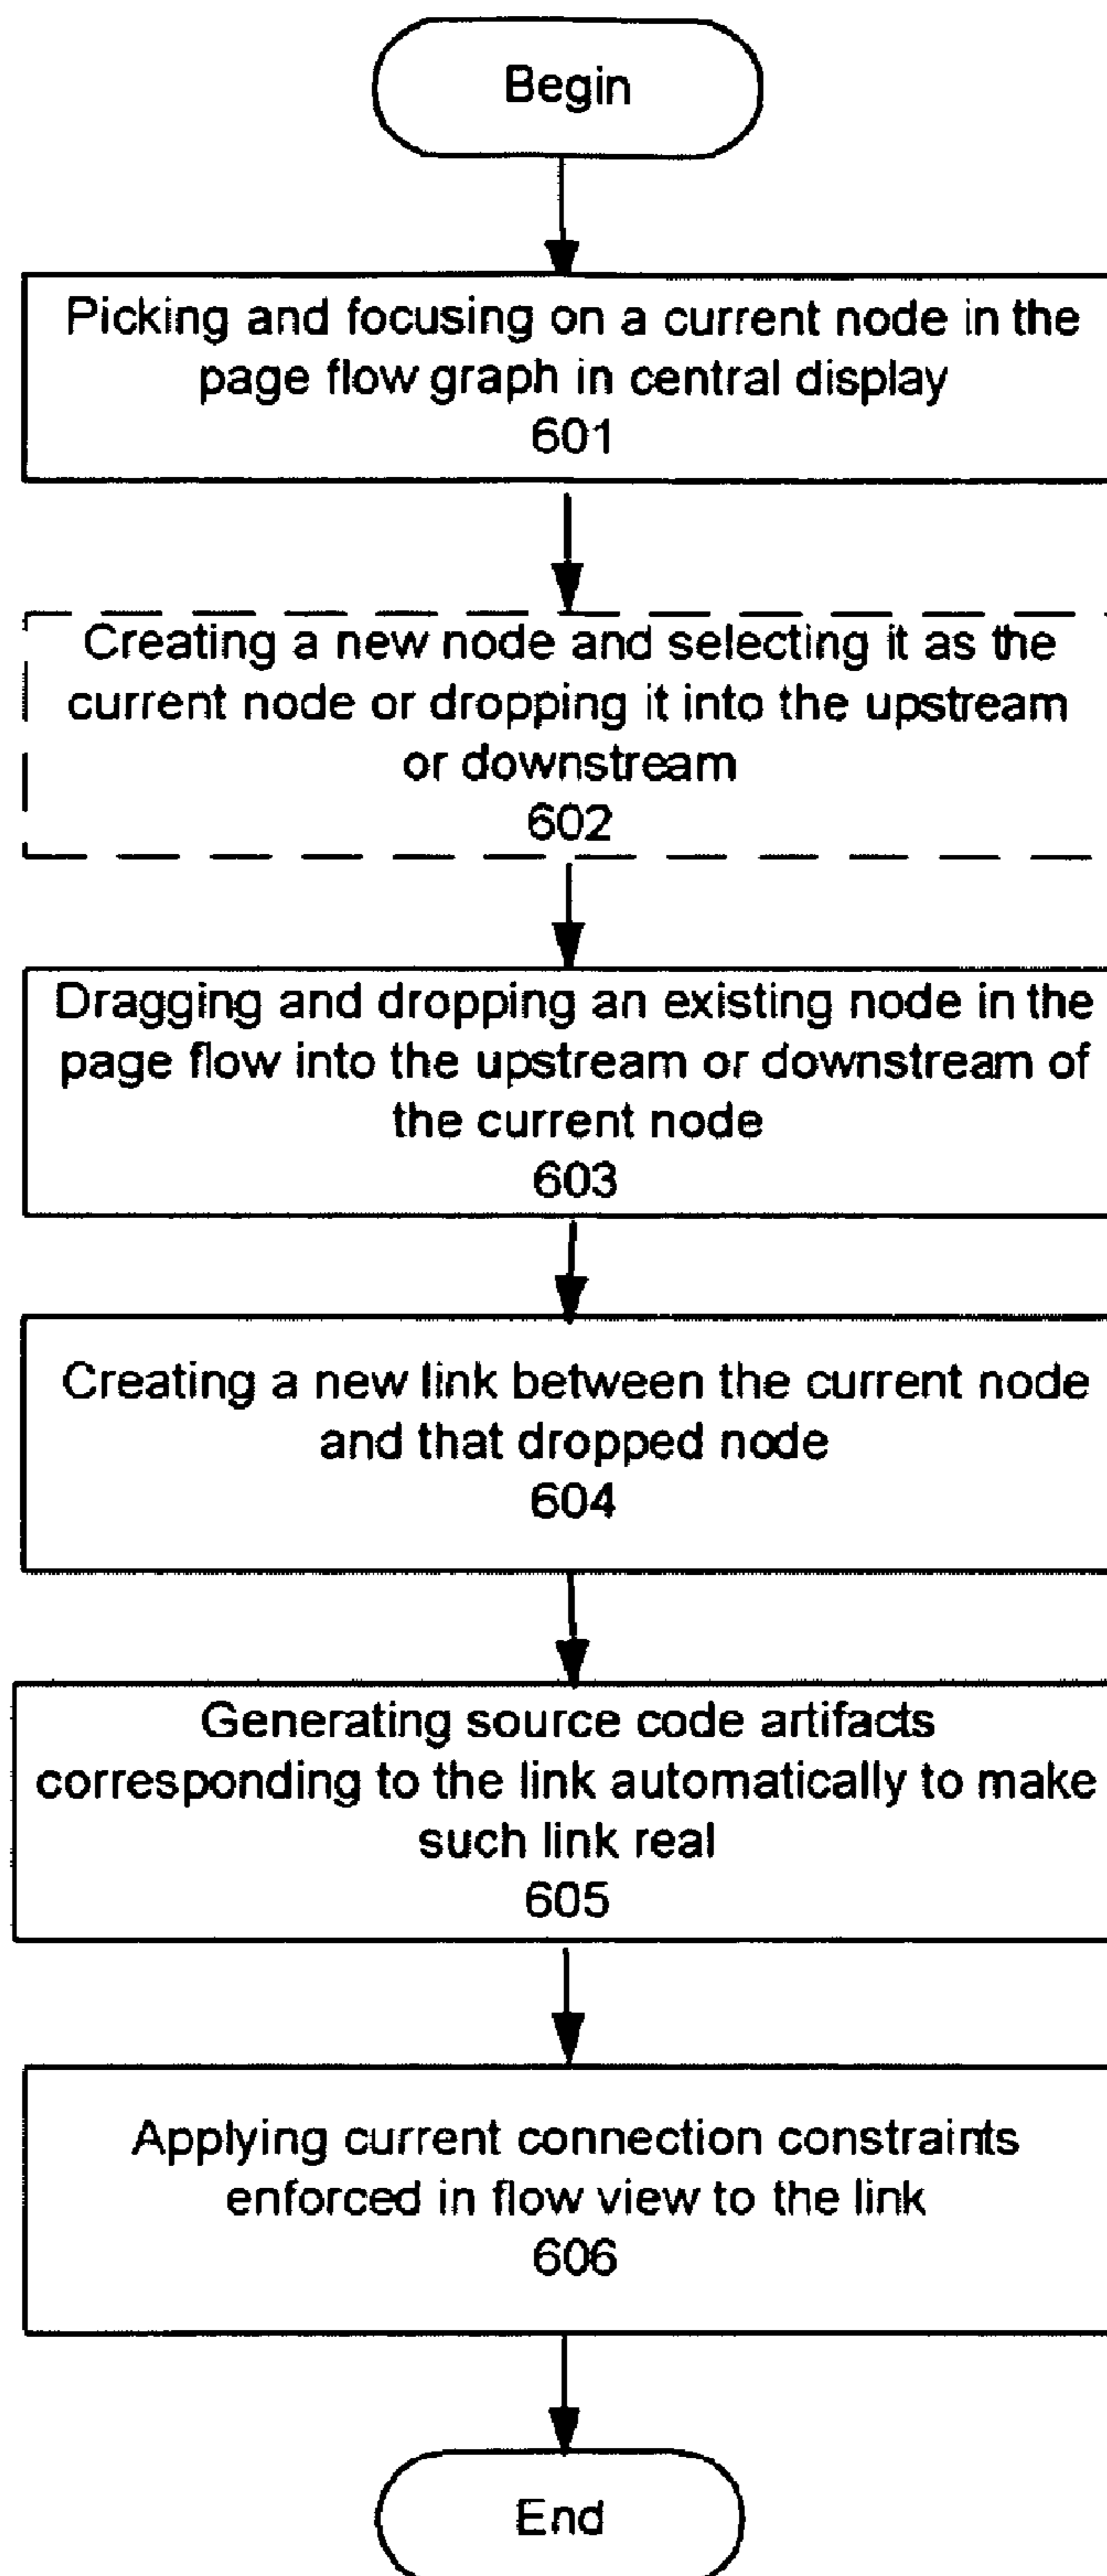 Begin
Picking and focusing on a current node in the
page flow graph in central display
601
Creating a new node and selecting it as the
current node or dropping it into the upstream
or downstream
602
Dragging and dropping an existing node in the
page flow into the upstream or downstream of
the current node
603
Creating a new link between the current node
and that dropped node
604
Generating source code artifacts
corresponding to the link automatically to make
such link real
605
Applying current connection constraints
enforced in flow view to the link
606
End